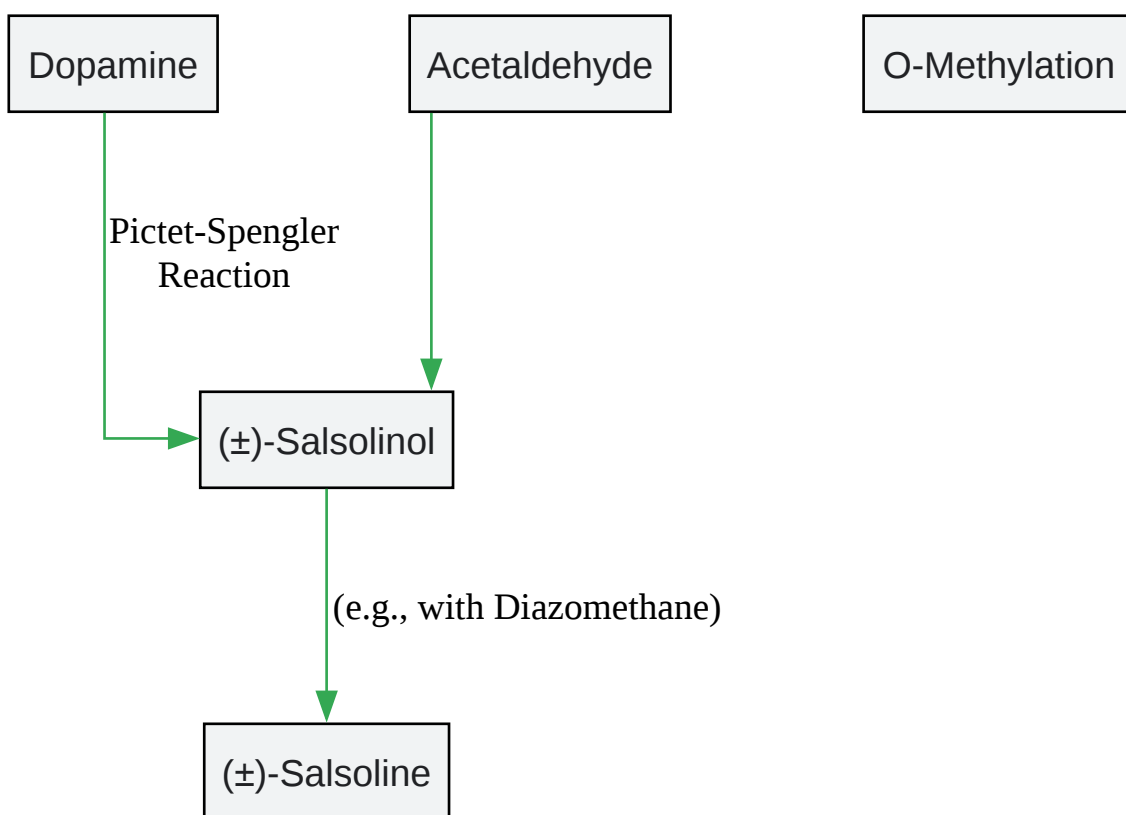 Dopamine
Acetaldehyde
O-Methylation
Pictet-Spengler
Reaction
(±)-Salsolinol
(e.g., with Diazomethane)
(±)-Salsoline